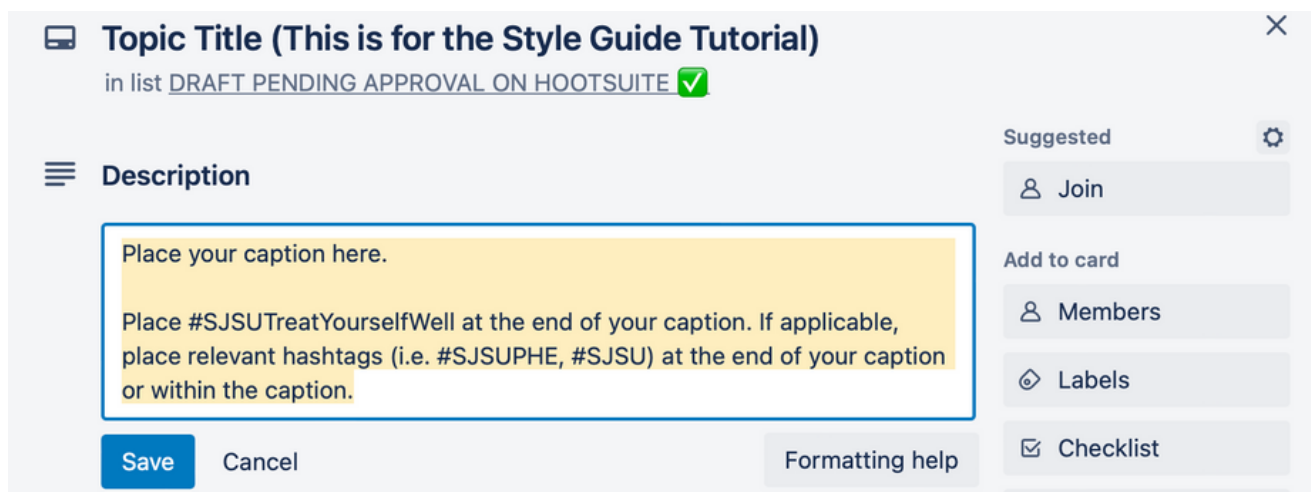 Topic Title (This is for the Style Guide Tutorial)
in list DRAFT PENDING APPROVAL ON HOOTSUITE ✅
Suggested
Description
Join
Place your caption here.
Add to card
Place #SJSUTreatYourselfWell at the end of your caption. If applicable,
Members
place relevant hashtags (i.e. #SJSUPHE, #SJSU) at the end of your caption
or within the caption.
Labels
Save
Cancel
Formatting help
Checklist